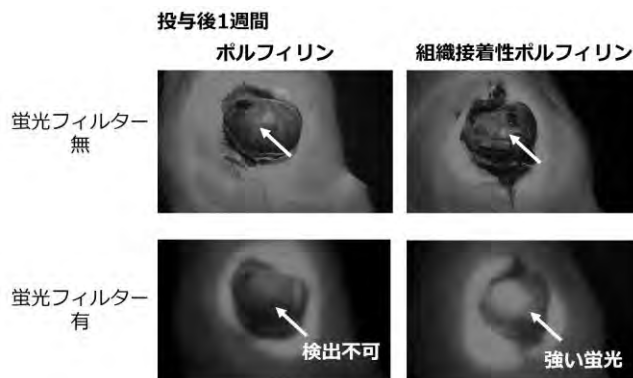 投与後1週間
ポルフィリン
組織接着性ポルフィリン
蛍光フィルター
無
蛍光フィルター
有
検出不可
強い蛍光